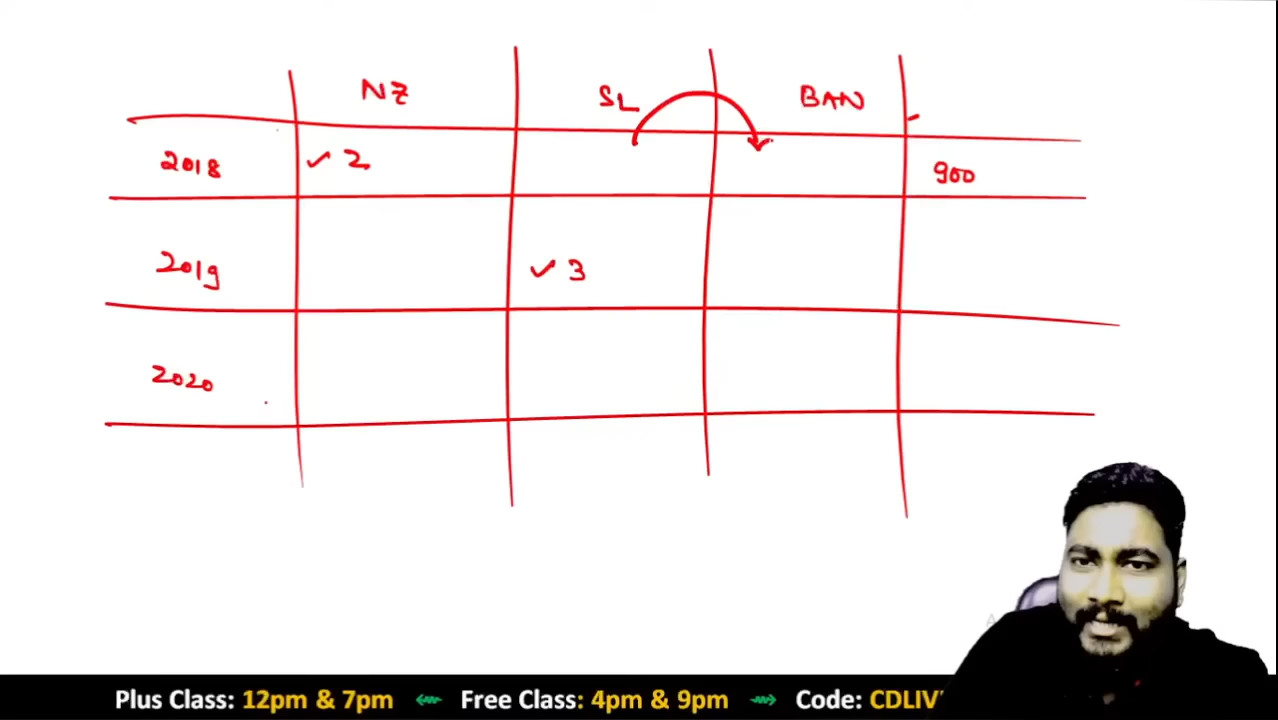 NZ SL BAN
2018 ✓ 2 900
2019 ✓ 3
2020
Plus Class: 12pm & 7pm Free Class: 4pm & 9pm Code: CDLIV